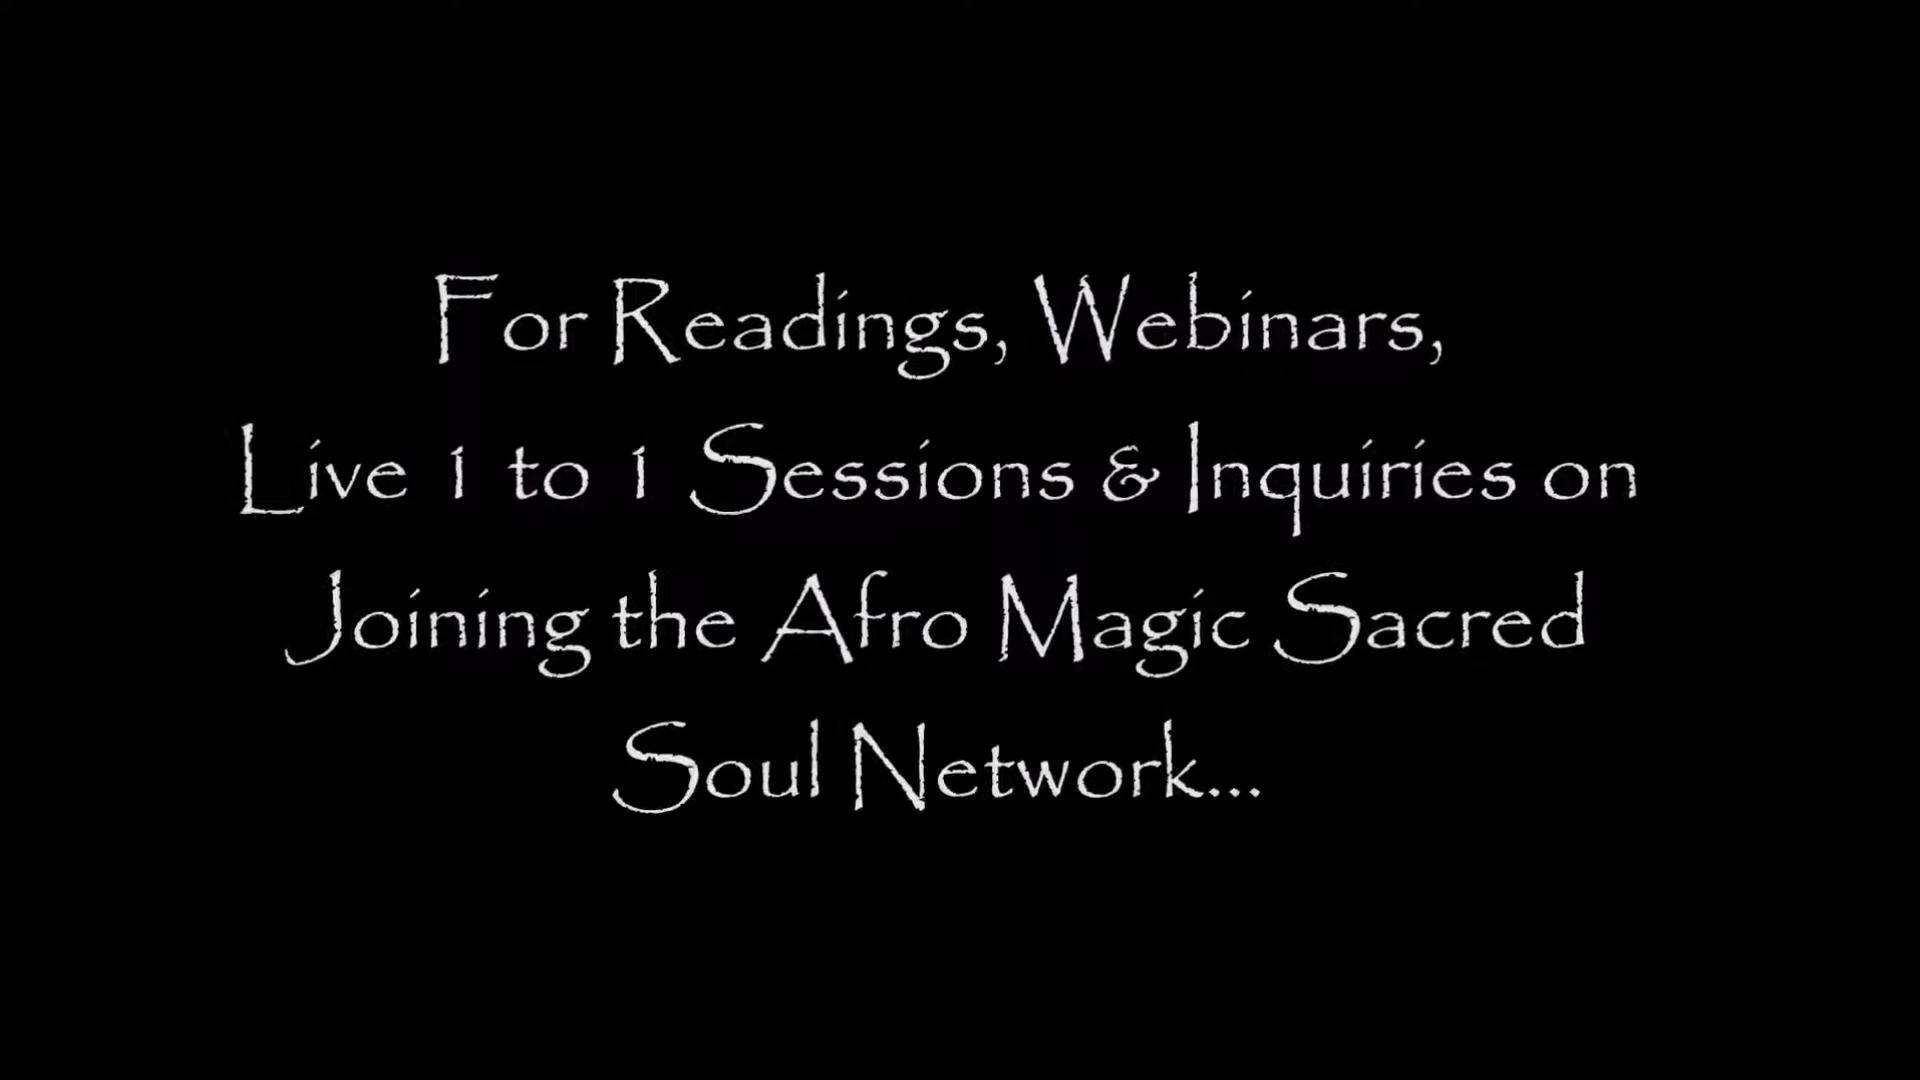 For Readings, Webinars,
Live 1 to 1 Sessions & Inquiries on
Joining the Afro Magic Sacred
Soul Network...